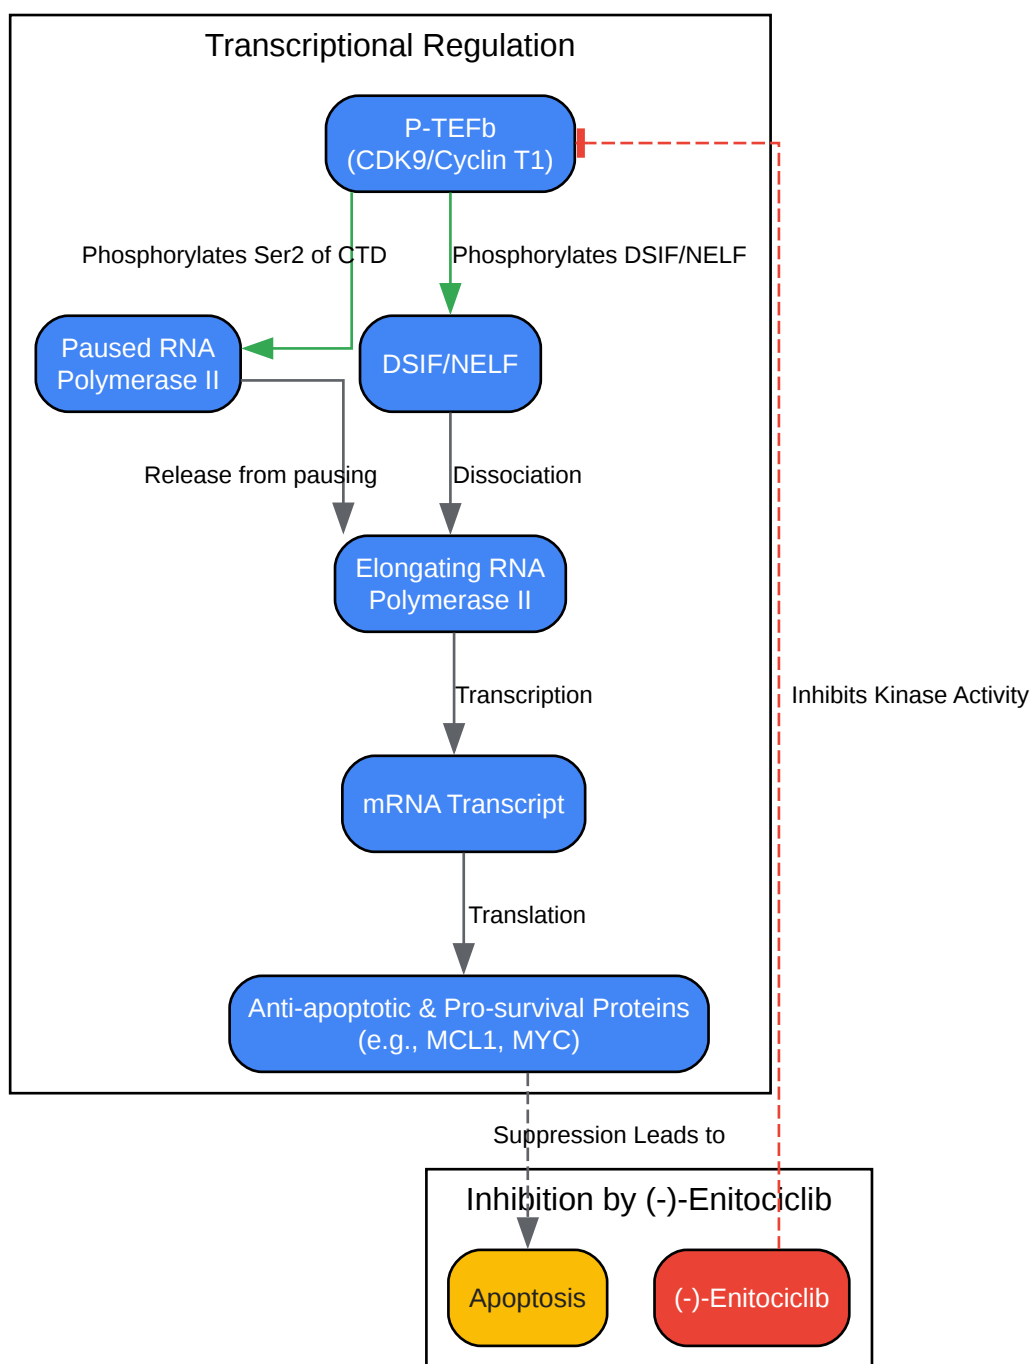 Transcriptional Regulation
P-TEFb
(CDK9/Cyclin T1)
Phosphorylates Ser2 of CTD
Phosphorylates DSIF/NELF
Paused RNA
Polymerase II
DSIF/NELF
Release from pausing
Dissociation
Elongating RNA
Polymerase II
Transcription
Inhibits Kinase Activity
mRNA Transcript
Translation
Anti-apoptotic & Pro-survival Proteins
(e.g., MCL1, MYC)
Suppression Leads to
Inhibition by (-)-Enitociclib
Apoptosis
(-)-Enitociclib